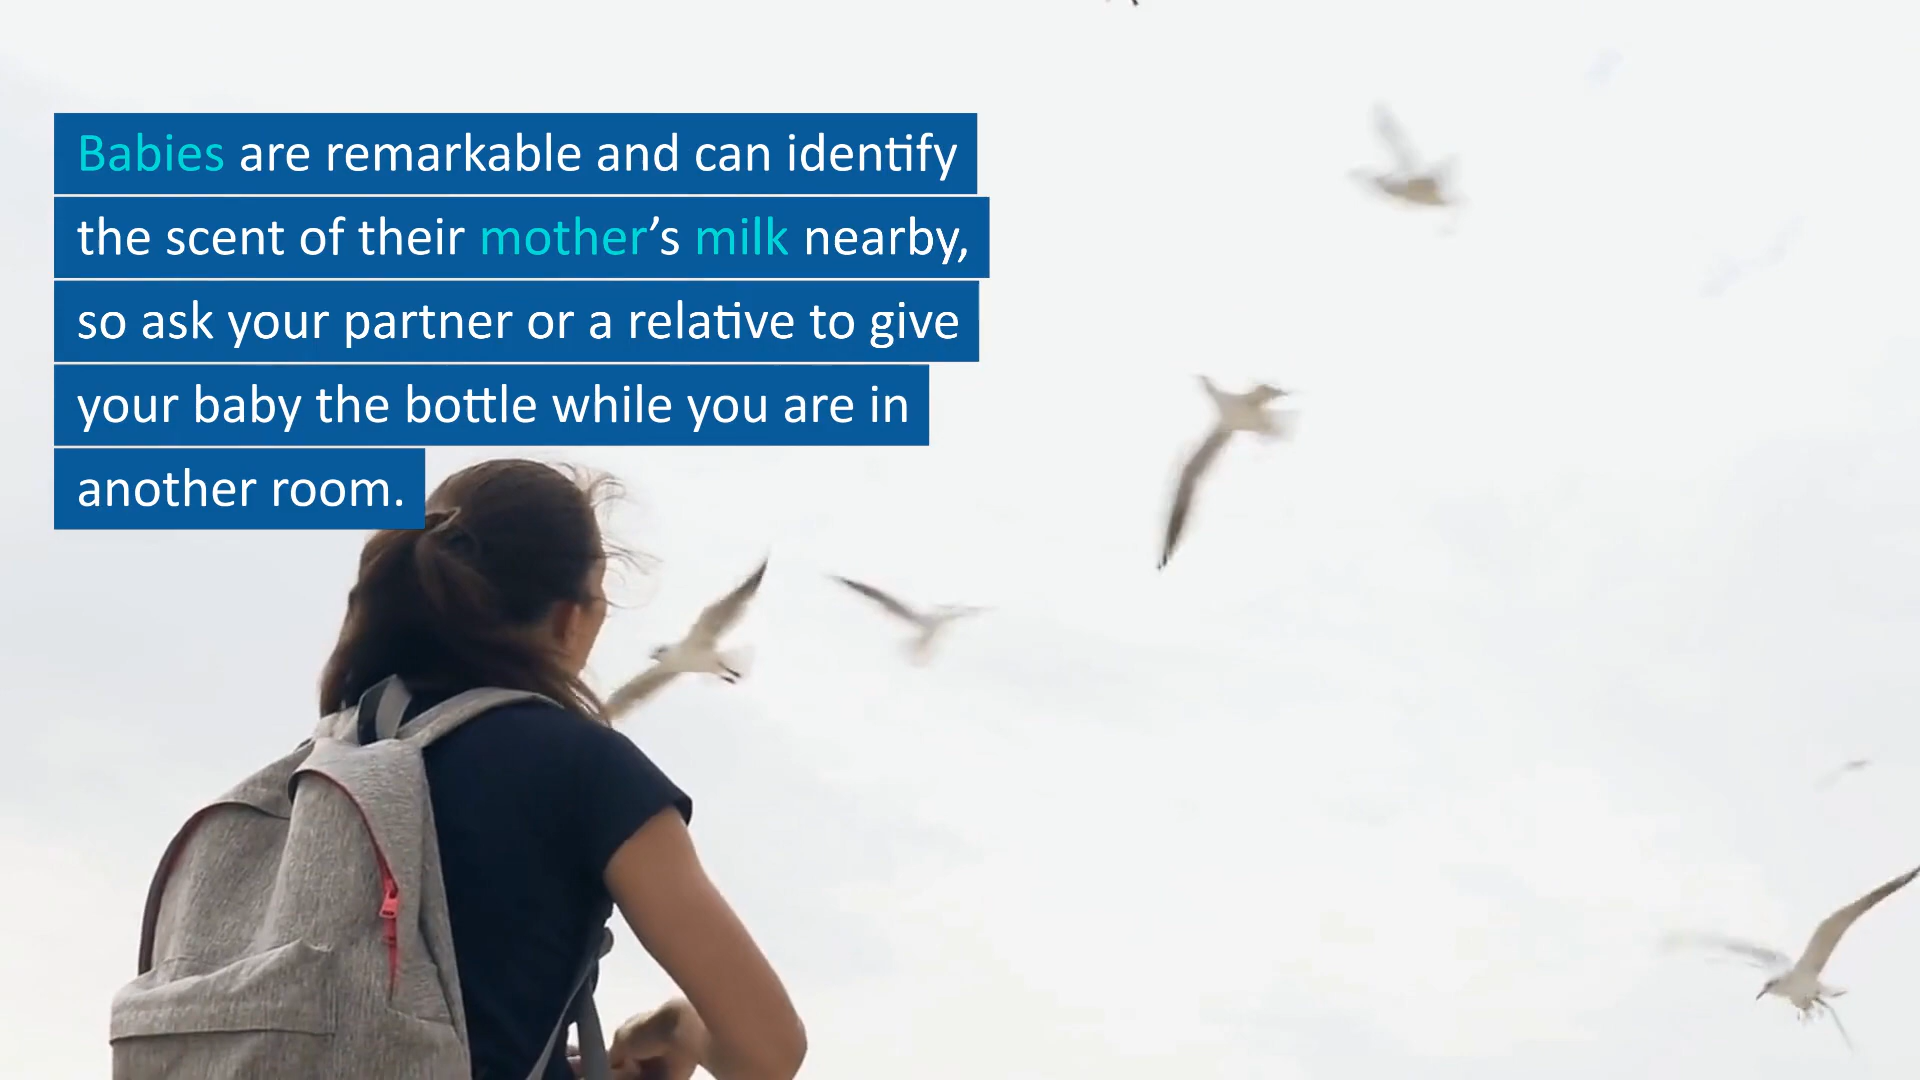 Babies are remarkable and can identify
the scent of their mother’s milk nearby,
so ask your partner or a relative to give
your baby the bottle while you are in
another room.